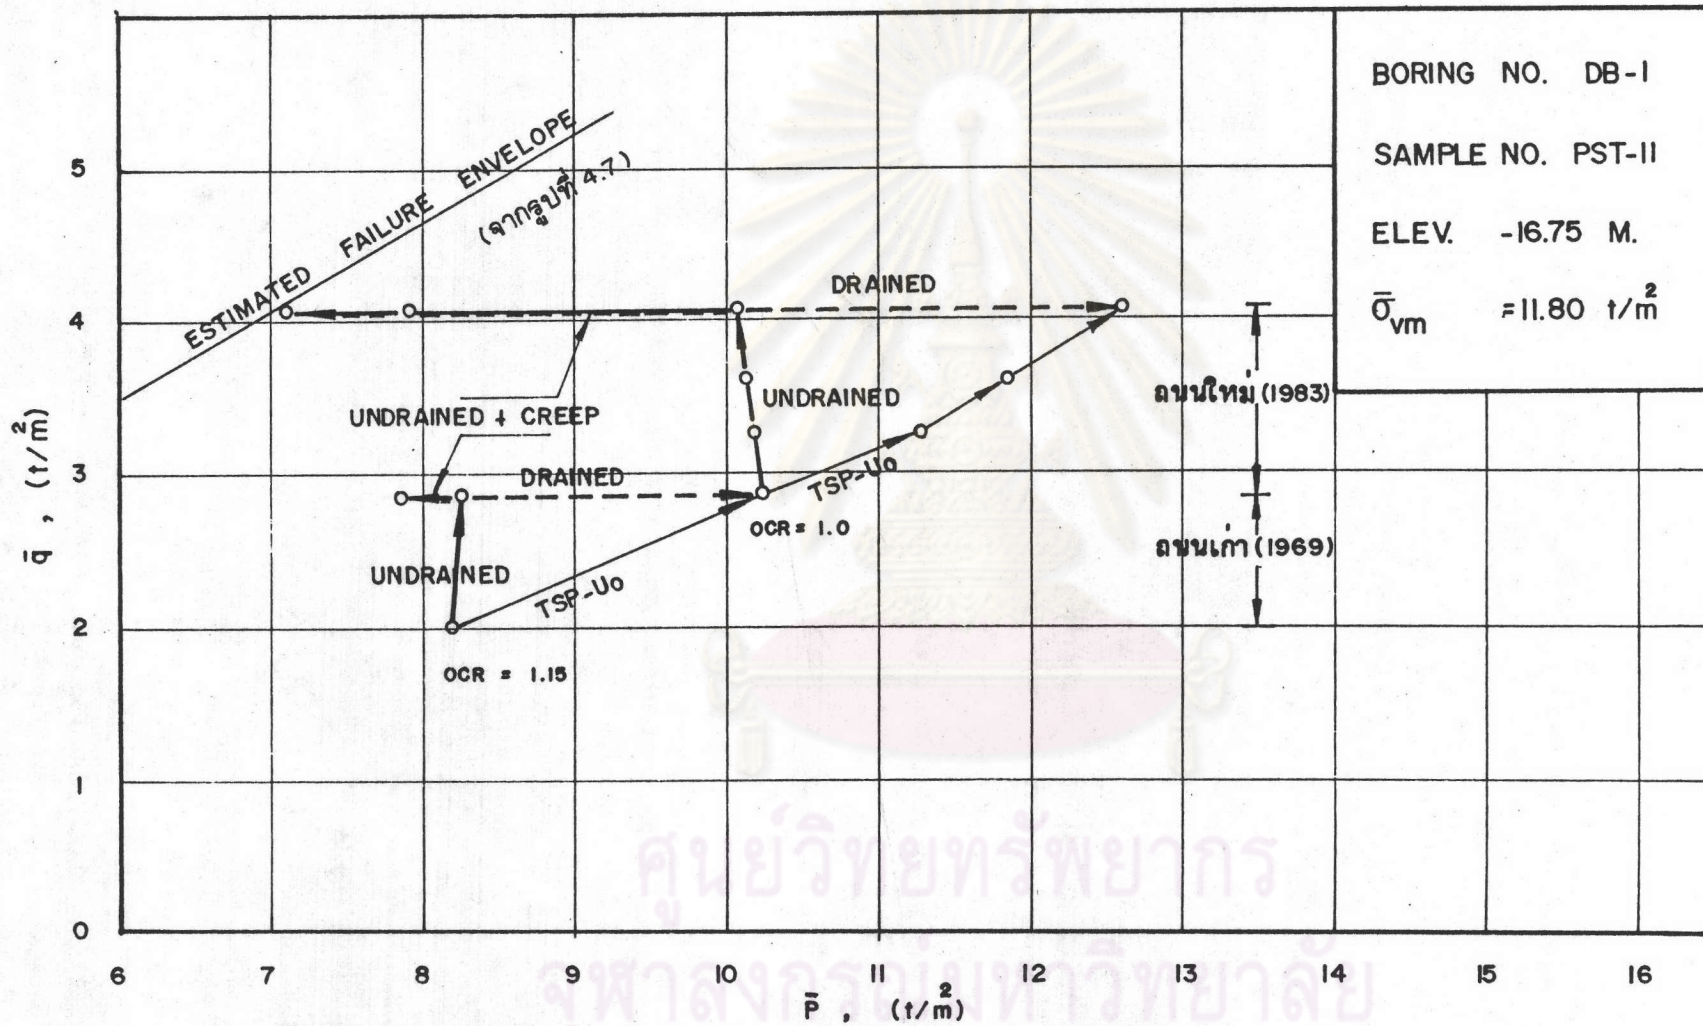 BORING NO. DB-1
SAMPLE NO. PST-11
ELEV. -16.75 M.
σ̄vm = 11.80 t/m²
ESTIMATED FAILURE ENVELOPE
(จากรูปที่ 4.7)
DRAINED
UNDRAINED
UNDRAINED + CREEP
DRAINED
TSP-Uo
OCR = 1.0
UNDRAINED
TSP-Uo
OCR = 1.15
ถนนใหม่ (1983)
ถนนเก่า (1969)
q̄ , (t/m²)
5
4
3
2
1
0
6 7 8 9 10 11 12 13 14 15 16
P̄ , (t/m²)
ศูนย์วิทยทรัพยากร
จุฬาลงกรณ์มหาวิทยาลัย